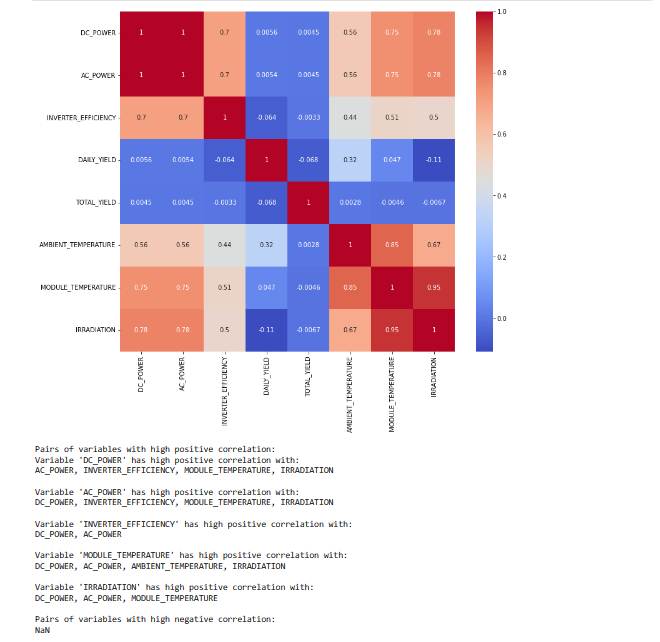 DC_POWER 1 1 0.7 0.0056 0.0045 0.56 0.75 0.78
AC_POWER 1 1 0.7 0.0054 0.0045 0.56 0.75 0.78
INVERTER_EFFICIENCY 0.7 0.7 1 -0.064 -0.0033 0.44 0.51 0.5
DAILY_YIELD 0.0056 0.0054 -0.064 1 -0.068 0.32 0.047 -0.11
TOTAL_YIELD 0.0045 0.0045 -0.0033 -0.068 1 0.0028 -0.0046 -0.0067
AMBIENT_TEMPERATURE 0.56 0.56 0.44 0.32 0.0028 1 0.85 0.67
MODULE_TEMPERATURE 0.75 0.75 0.51 0.047 -0.0046 0.85 1 0.95
IRRADIATION 0.78 0.78 0.5 -0.11 -0.0067 0.67 0.95 1
DC_POWER
AC_POWER
INVERTER_EFFICIENCY
DAILY_YIELD
TOTAL_YIELD
AMBIENT_TEMPERATURE
MODULE_TEMPERATURE
IRRADIATION
1.0
0.8
0.6
0.4
0.2
0.0
Pairs of variables with high positive correlation:
Variable 'DC_POWER' has high positive correlation with:
AC_POWER, INVERTER_EFFICIENCY, MODULE_TEMPERATURE, IRRADIATION
Variable 'AC_POWER' has high positive correlation with:
DC_POWER, INVERTER_EFFICIENCY, MODULE_TEMPERATURE, IRRADIATION
Variable 'INVERTER_EFFICIENCY' has high positive correlation with:
DC_POWER, AC_POWER
Variable 'MODULE_TEMPERATURE' has high positive correlation with:
DC_POWER, AC_POWER, AMBIENT_TEMPERATURE, IRRADIATION
Variable 'IRRADIATION' has high positive correlation with:
DC_POWER, AC_POWER, MODULE_TEMPERATURE
Pairs of variables with high negative correlation:
NaN